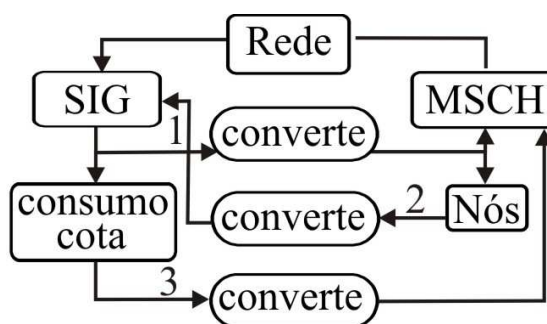 Rede
SIG
MSCH
1
converte
consumo
cota
converte
2
Nós
3
converte